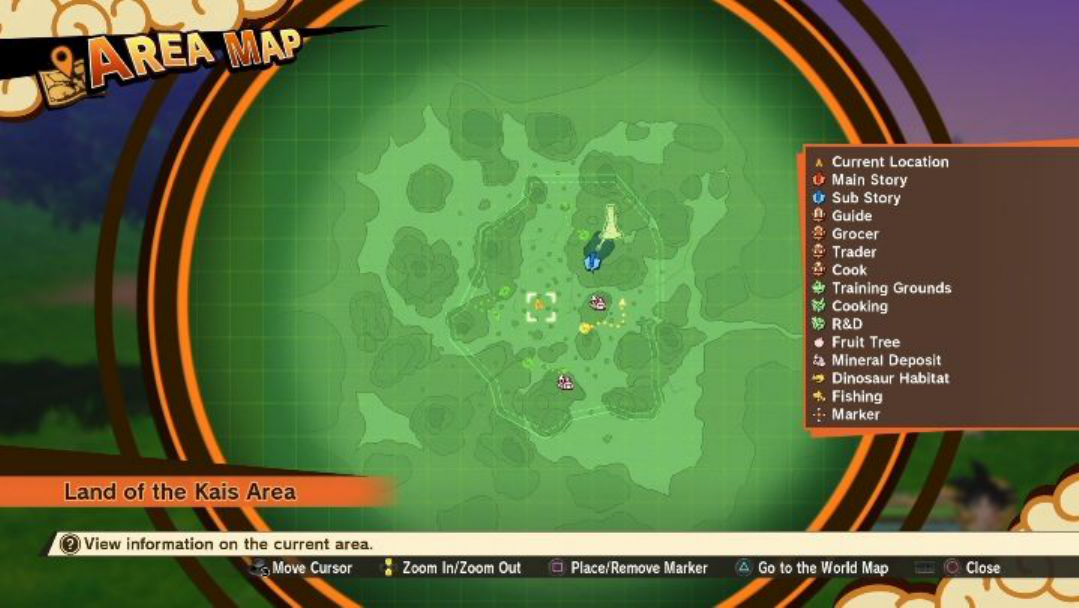 AREA MAP
Current Location
Main Story
Sub Story
Guide
Grocer
Trader
Cook
Training Grounds
Cooking
R&D
Fruit Tree
Mineral Deposit
Dinosaur Habitat
Fishing
Marker
Land of the Kais Area
? View information on the current area.
Move Cursor Zoom In/Zoom Out Place/Remove Marker Go to the World Map Close